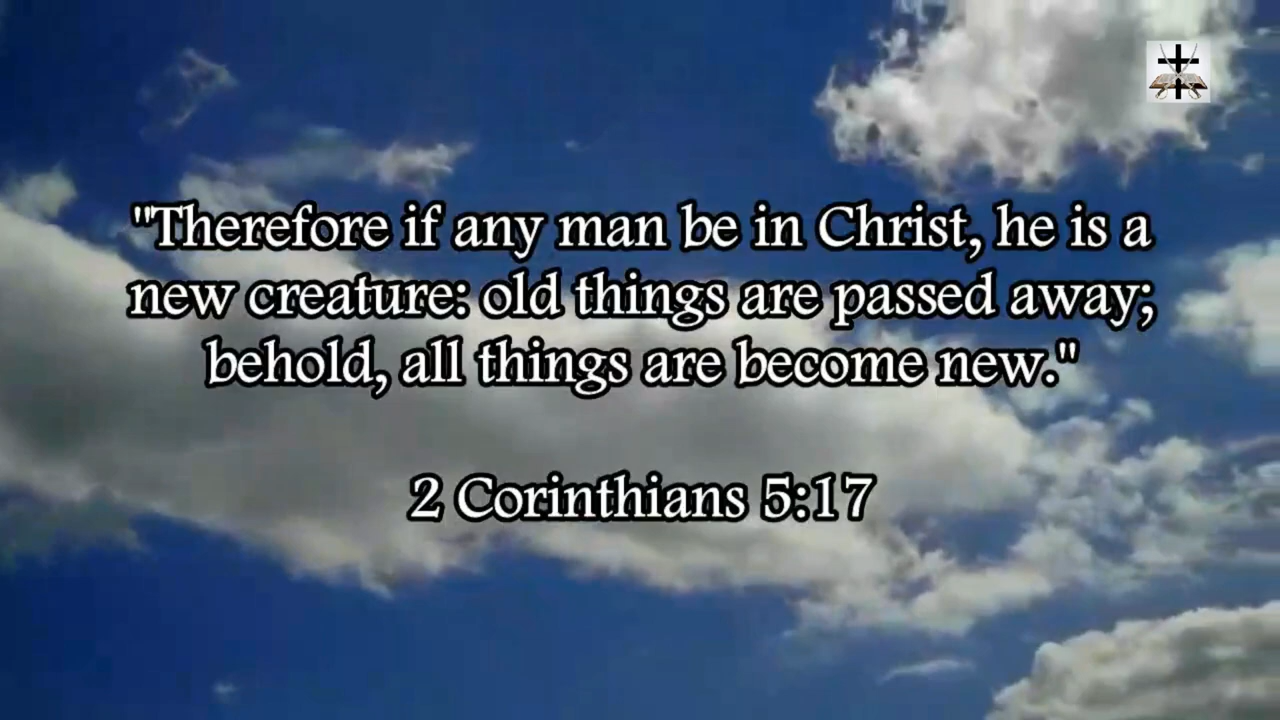 "Therefore if any man be in Christ, he is a
new creature: old things are passed away;
behold, all things are become new."
2 Corinthians 5:17